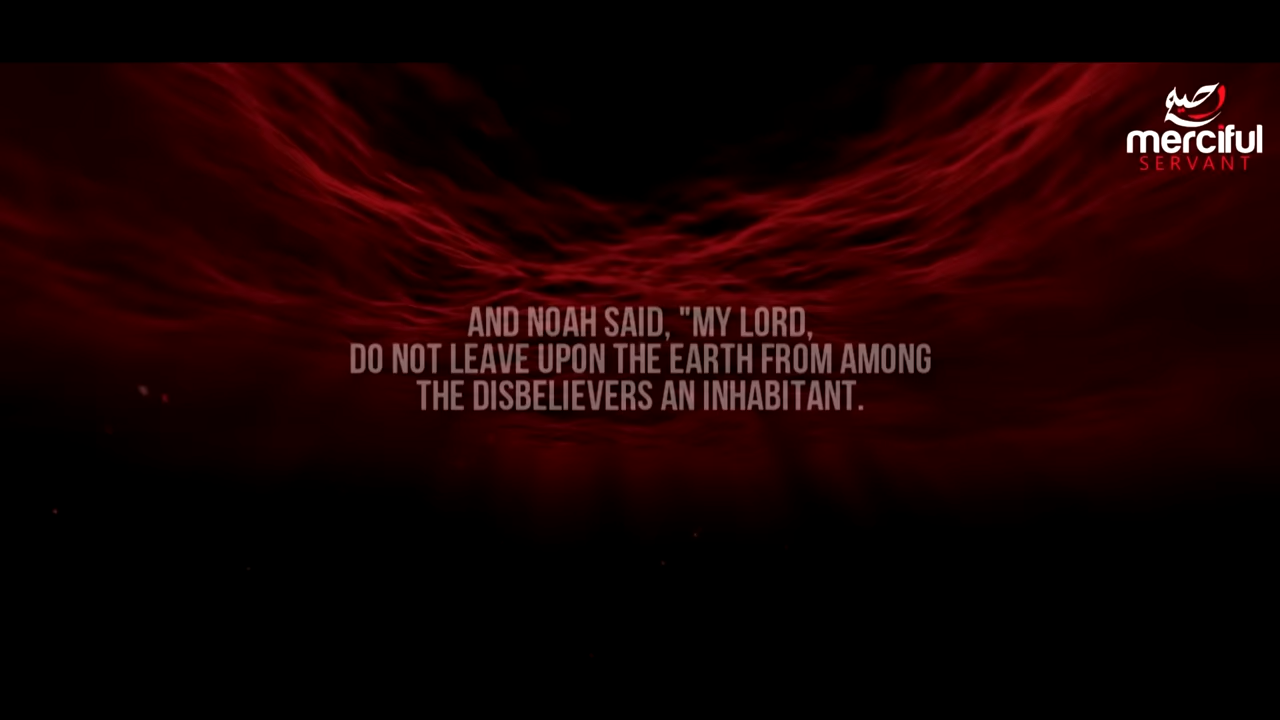 merciful
SERVANT
AND NOAH SAID, "MY LORD,
DO NOT LEAVE UPON THE EARTH FROM AMONG
THE DISBELIEVERS AN INHABITANT.